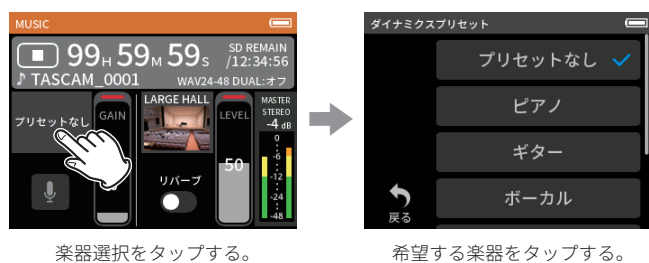 MUSIC
99H 59M 59S
SD REMAIN
/12:34:56
♪ TASCAM_0001
WAV24-48 DUAL:オフ
プリセットなし
GAIN
LARGE HALL
リバーブ
LEVEL
50
MASTER
STEREO
-4 dB
0
-6
-12
-24
-48
楽器選択をタップする。
ダイナミクスプリセット
プリセットなし
ピアノ
ギター
ボーカル
戻る
希望する楽器をタップする。